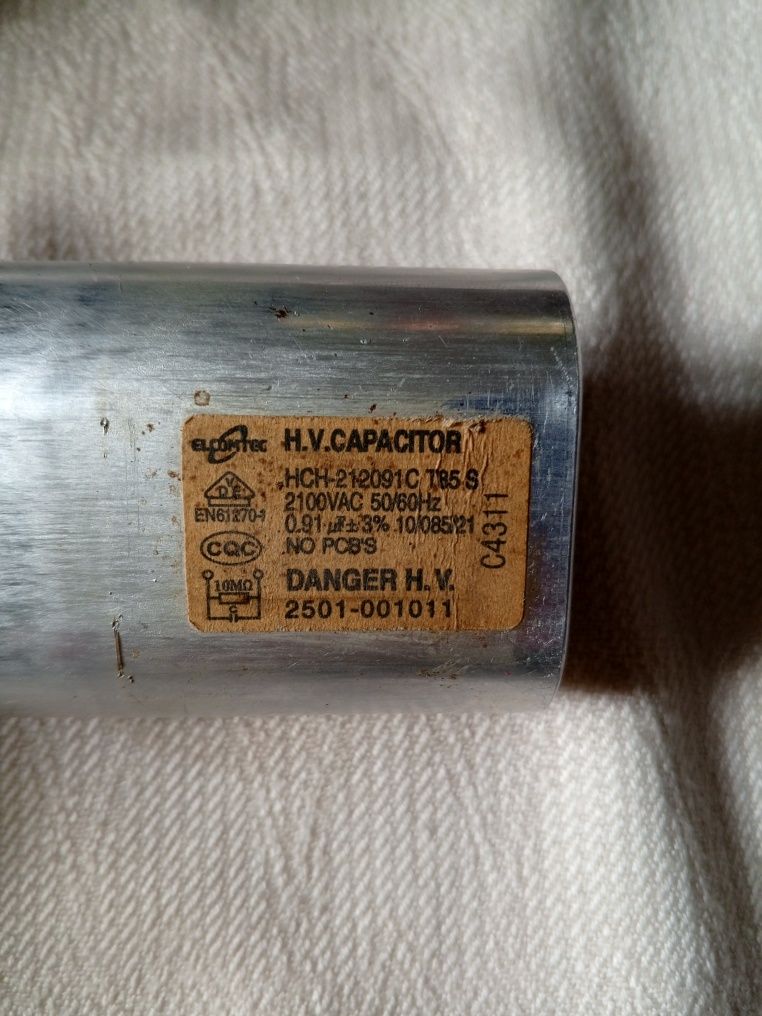 ELCOMTEC
H.V.CAPACITOR
HCH-212091C T85 S
VDE
2100VAC 50/60Hz
EN61270-1
0.91 μF±3% 10/085/21
CQC
NO PCB'S
10MΩ
C
DANGER H.V.
2501-001011
C4311